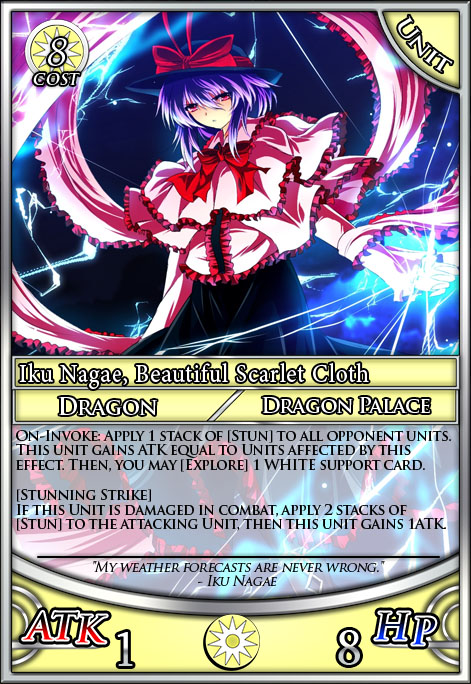 8
COST
UNIT
Iku Nagae, Beautiful Scarlet Cloth
DRAGON / DRAGON PALACE
ON-INVOKE: APPLY 1 STACK OF [STUN] TO ALL OPPONENT UNITS.
THIS UNIT GAINS ATK EQUAL TO UNITS AFFECTED BY THIS
EFFECT. THEN, YOU MAY [EXPLORE] 1 WHITE SUPPORT CARD.
[STUNNING STRIKE]
IF THIS UNIT IS DAMAGED IN COMBAT, APPLY 2 STACKS OF
[STUN] TO THE ATTACKING UNIT, THEN THIS UNIT GAINS 1ATK.
"MY WEATHER FORECASTS ARE NEVER WRONG."
- IKU NAGAE
ATK 1 8 HP